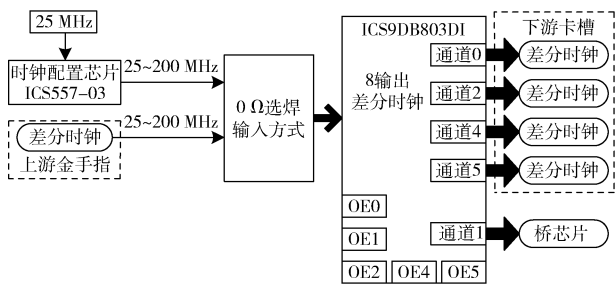 25 MHz
时钟配置芯片
ICS557-03
25~200 MHz
差分时钟
上游金手指
25~200 MHz
0 Ω选焊
输入方式
ICS9DB803DI
8输出
差分时钟
通道0
通道2
通道4
通道5
通道1
OE0
OE1
OE2 OE4 OE5
下游卡槽
差分时钟
差分时钟
差分时钟
差分时钟
桥芯片